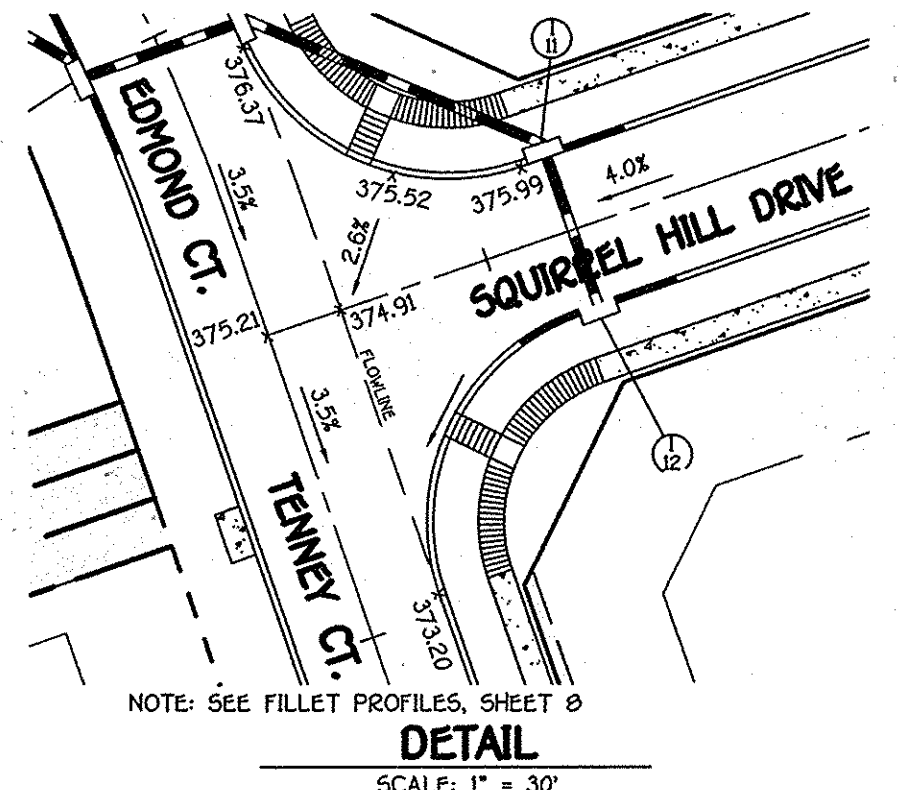 I
11
376.37
EDMOND CT.
3.5%
375.52
375.99
4.0%
SQUIRREL HILL DRIVE
2.6%
375.21
374.91
FLOWLINE
3.5%
I
12
TENNEY CT.
373.20
NOTE: SEE FILLET PROFILES, SHEET 8
DETAIL
SCALE: 1" = 30'